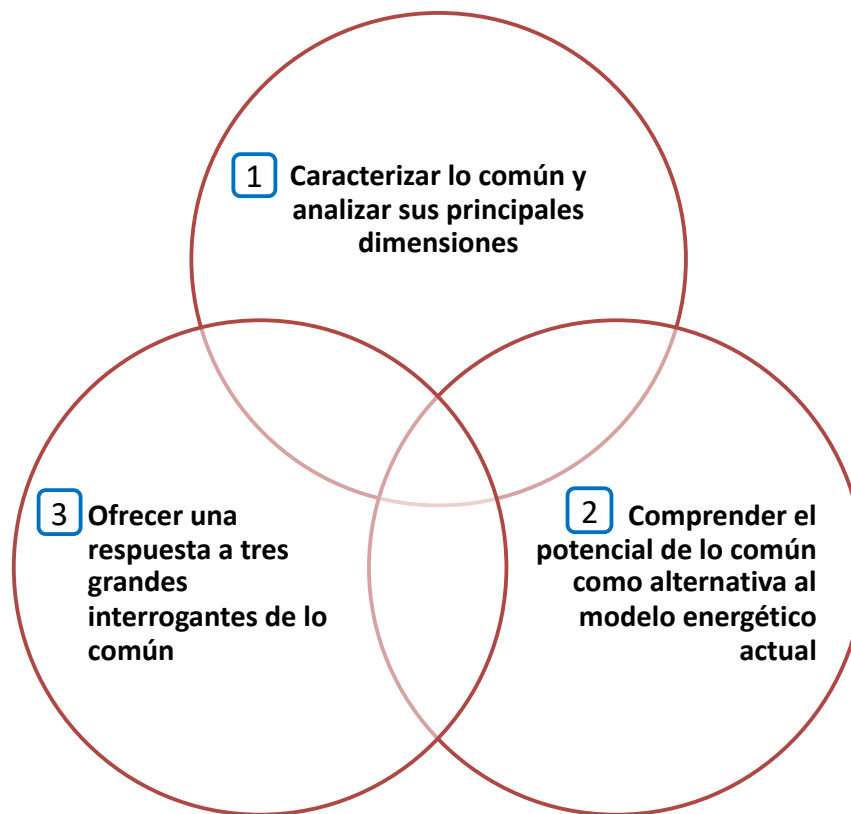 1 Caracterizar lo común y
analizar sus principales
dimensiones
2 Comprender el
potencial de lo común
como alternativa al
modelo energético
actual
3 Ofrecer una
respuesta a tres
grandes
interrogantes de lo
común